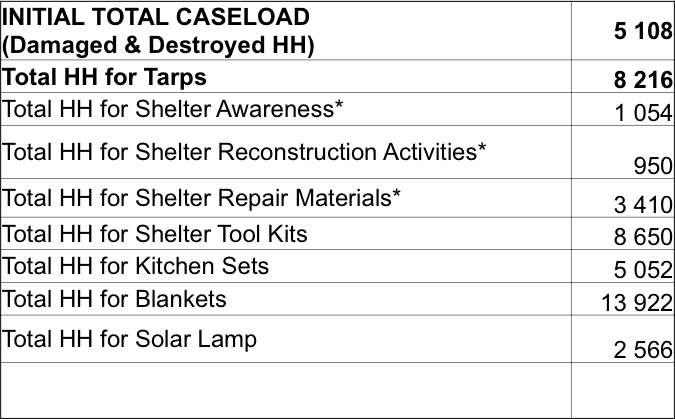 INITIAL TOTAL CASELOAD
(Damaged & Destroyed HH) 5 108
Total HH for Tarps 8 216
Total HH for Shelter Awareness* 1 054
Total HH for Shelter Reconstruction Activities* 950
Total HH for Shelter Repair Materials* 3 410
Total HH for Shelter Tool Kits 8 650
Total HH for Kitchen Sets 5 052
Total HH for Blankets 13 922
Total HH for Solar Lamp 2 566